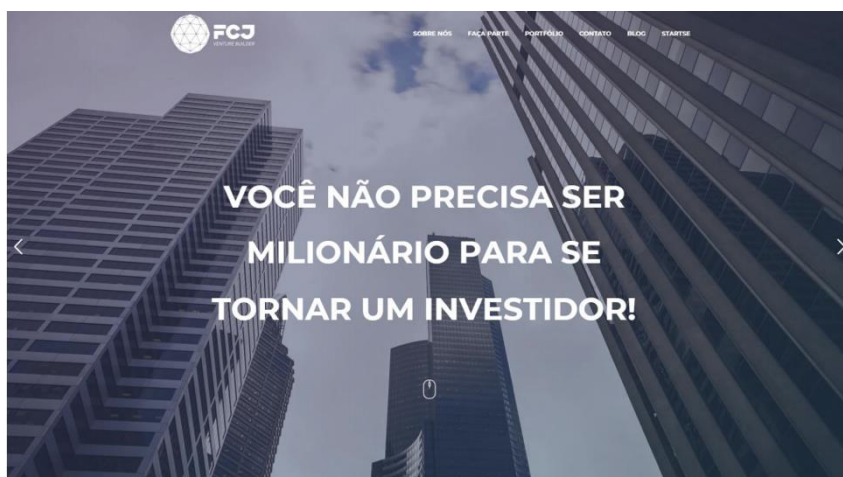 FCJ
VENTURE BUILDER
SOBRE NÓS FAÇA PARTE PORTFÓLIO CONTATO BLOG STARTSE
VOCÊ NÃO PRECISA SER
MILIONÁRIO PARA SE
TORNAR UM INVESTIDOR!